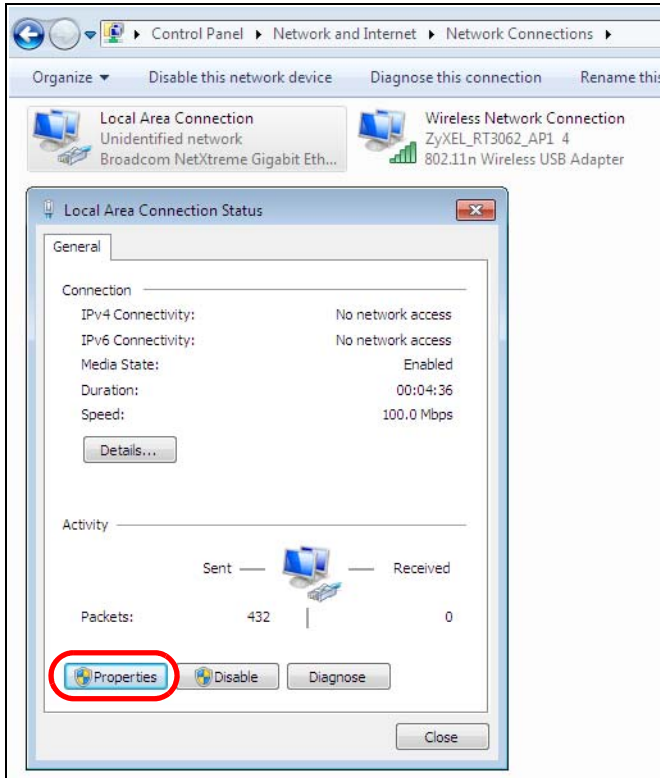 Control Panel ▸ Network and Internet ▸ Network Connections ▸
Organize ▼ Disable this network device Diagnose this connection Rename this
Local Area Connection
Unidentified network
Broadcom NetXtreme Gigabit Eth...
Wireless Network Connection
ZyXEL_RT3062_AP1 4
802.11n Wireless USB Adapter
Local Area Connection Status
General
Connection
IPv4 Connectivity: No network access
IPv6 Connectivity: No network access
Media State: Enabled
Duration: 00:04:36
Speed: 100.0 Mbps
Details...
Activity
Sent Received
Packets: 432 0
Properties Disable Diagnose
Close